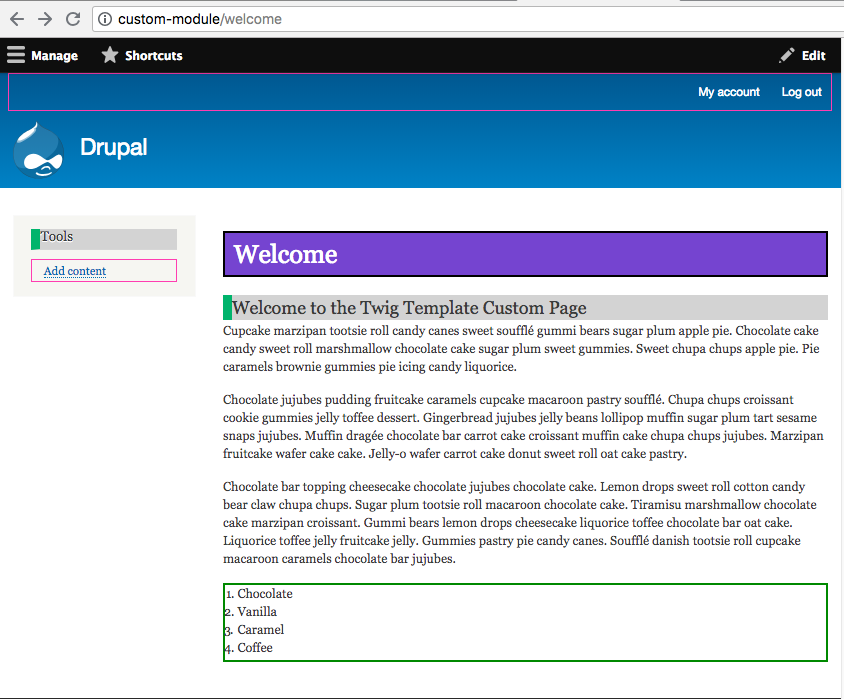 custom-module/welcome
Manage Shortcuts Edit
My account Log out
Drupal
Tools
Add content
Welcome
Welcome to the Twig Template Custom Page
Cupcake marzipan tootsie roll candy canes sweet soufflé gummi bears sugar plum apple pie. Chocolate cake
candy sweet roll marshmallow chocolate cake sugar plum sweet gummies. Sweet chupa chups apple pie. Pie
caramels brownie gummies pie icing candy liquorice.
Chocolate jujubes pudding fruitcake caramels cupcake macaroon pastry soufflé. Chupa chups croissant
cookie gummies jelly toffee dessert. Gingerbread jujubes jelly beans lollipop muffin sugar plum tart sesame
snaps jujubes. Muffin dragée chocolate bar carrot cake croissant muffin cake chupa chups jujubes. Marzipan
fruitcake wafer cake cake. Jelly-o wafer carrot cake donut sweet roll oat cake pastry.
Chocolate bar topping cheesecake chocolate jujubes chocolate cake. Lemon drops sweet roll cotton candy
bear claw chupa chups. Sugar plum tootsie roll macaroon chocolate cake. Tiramisu marshmallow chocolate
cake marzipan croissant. Gummi bears lemon drops cheesecake liquorice toffee chocolate bar oat cake.
Liquorice toffee jelly fruitcake jelly. Gummies pastry pie candy canes. Soufflé danish tootsie roll cupcake
macaroon caramels chocolate bar jujubes.
1. Chocolate
2. Vanilla
3. Caramel
4. Coffee